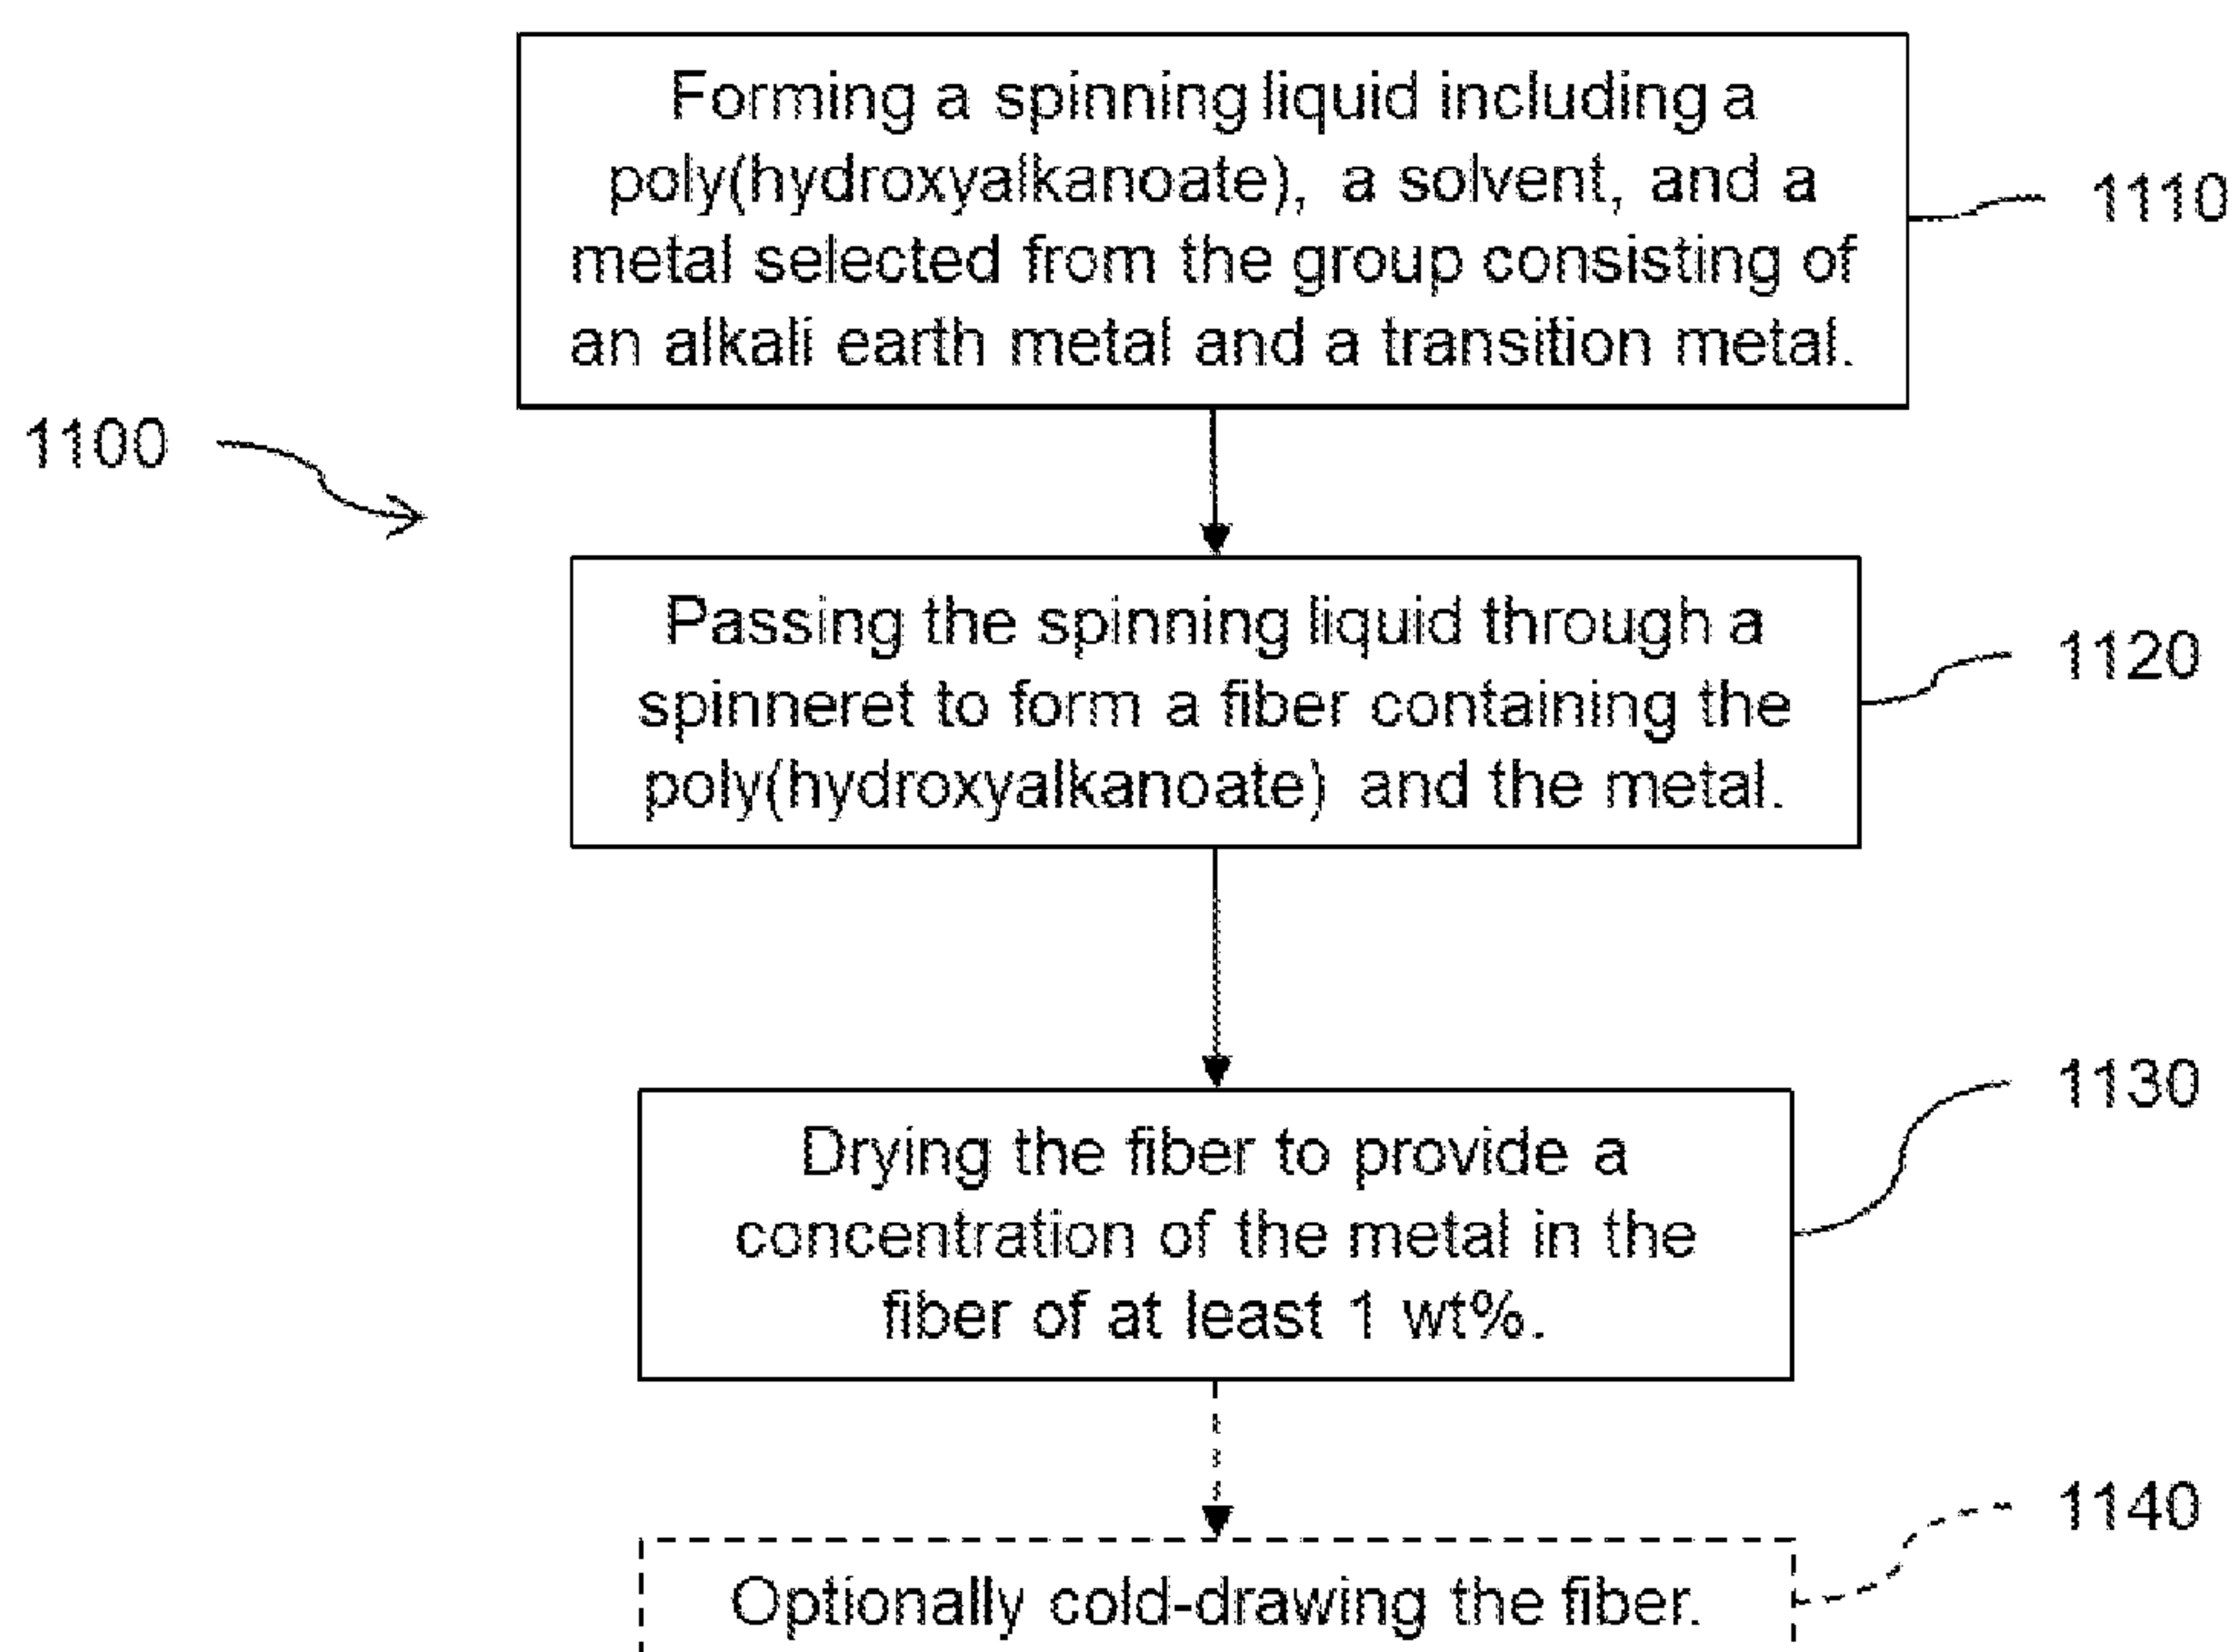 Forming a spinning liquid including a
poly(hydroxyalkanoate), a solvent, and a
metal selected from the group consisting of
an alkali earth metal and a transition metal.
1110
1100
Passing the spinning liquid through a
spinneret to form a fiber containing the
poly(hydroxyalkanoate) and the metal.
1120
Drying the fiber to provide a
concentration of the metal in the
fiber of at least 1 wt%.
1130
Optionally cold-drawing the fiber.
1140